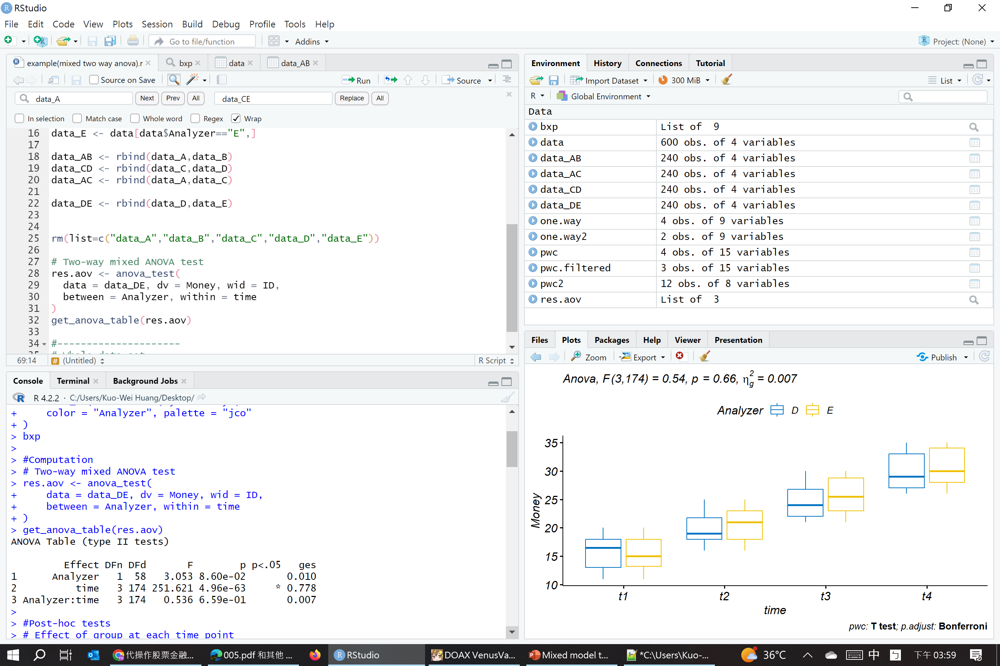 RStudio
File Edit Code View Plots Session Build Debug Profile Tools Help
Go to file/function Addins Project: (None)
example(mixed two way anova).r bxp data data_AB
Source on Save Run Source
data_A Next Prev All data_CE Replace All
In selection Match case Whole word Regex Wrap
16 data_E <- data[data$Analyzer=="E",]
17
18 data_AB <- rbind(data_A,data_B)
19 data_CD <- rbind(data_C,data_D)
20 data_AC <- rbind(data_A,data_C)
21
22 data_DE <- rbind(data_D,data_E)
23
24
25 rm(list=c("data_A","data_B","data_C","data_D","data_E"))
26
27 # Two-way mixed ANOVA test
28 res.aov <- anova_test(
29 data = data_DE, dv = Money, wid = ID,
30 between = Analyzer, within = time
31 )
32 get_anova_table(res.aov)
33
34 #---------------------
69:14 # (Untitled) R Script
Console Terminal Background Jobs
R 4.2.2 · C:/Users/Kuo-Wei Huang/Desktop/
+ color = "Analyzer", palette = "jco"
+ )
> bxp
>
> #Computation
> # Two-way mixed ANOVA test
> res.aov <- anova_test(
+ data = data_DE, dv = Money, wid = ID,
+ between = Analyzer, within = time
+ )
> get_anova_table(res.aov)
ANOVA Table (type II tests)
Effect DFn DFd F p p<.05 ges
1 Analyzer 1 58 3.053 8.60e-02 0.010
2 time 3 174 251.621 4.96e-63 * 0.778
3 Analyzer:time 3 174 0.536 6.59e-01 0.007
>
> #Post-hoc tests
> # Effect of group at each time point
Environment History Connections Tutorial
Import Dataset 300 MiB List
R Global Environment
Data
bxp List of 9
data 600 obs. of 4 variables
data_AB 240 obs. of 4 variables
data_AC 240 obs. of 4 variables
data_CD 240 obs. of 4 variables
data_DE 240 obs. of 4 variables
one.way 4 obs. of 9 variables
one.way2 2 obs. of 9 variables
pwc 4 obs. of 15 variables
pwc.filtered 3 obs. of 15 variables
pwc2 12 obs. of 8 variables
res.aov List of 3
Files Plots Packages Help Viewer Presentation
Zoom Export Publish
Anova, F(3,174) = 0.54, p = 0.66, η²g = 0.007
Analyzer D E
35
30
25
20
15
10
Money
t1 t2 t3 t4
time
pwc: T test; p.adjust: Bonferroni
代操作股票金融... 005.pdf 和其他 ... RStudio DOAX VenusVa... Mixed model t... *C:\Users\Kuo-... 36°C 中 ㄅ 下午 03:59